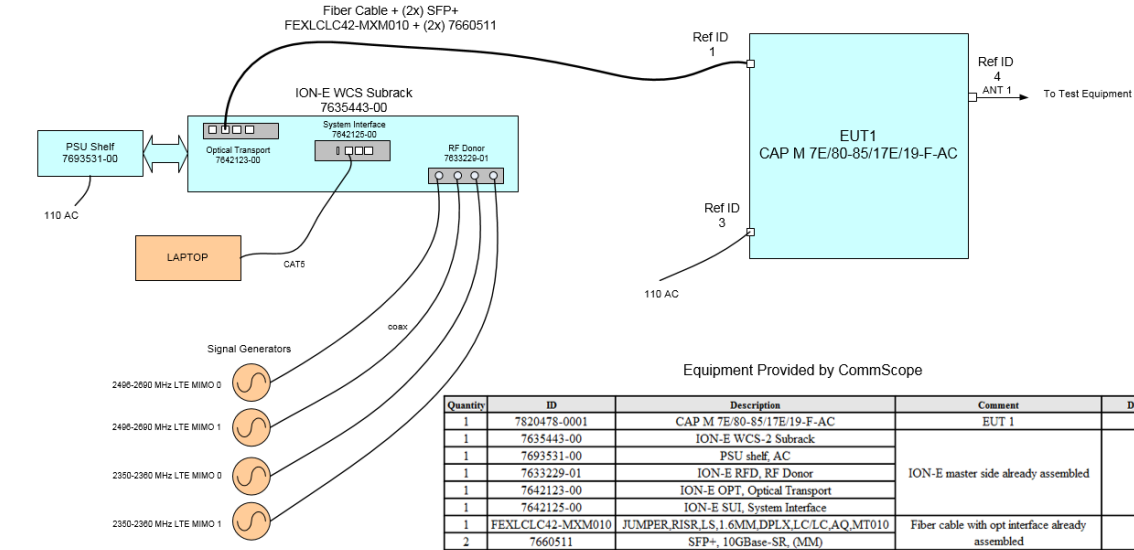 Fiber Cable + (2x) SFP+
FEXLCLC42-MXM010 + (2x) 7660511
Ref ID
1
Ref ID
4
ANT 1
To Test Equipment
ION-E WCS Subrack
7635443-00
System Interface
7642125-00
Optical Transport
7642123-00
RF Donor
7633229-01
PSU Shelf
7693531-00
EUT1
CAP M 7E/80-85/17E/19-F-AC
110 AC
Ref ID
3
LAPTOP
CAT5
110 AC
coax
Signal Generators
2496-2690 MHz LTE MIMO 0
2496-2690 MHz LTE MIMO 1
2350-2360 MHz LTE MIMO 0
2350-2360 MHz LTE MIMO 1
Equipment Provided by CommScope
Quantity ID Description Comment D
1 7820478-0001 CAP M 7E/80-85/17E/19-F-AC EUT 1
1 7635443-00 ION-E WCS-2 Subrack
1 7693531-00 PSU shelf, AC
1 7633229-01 ION-E RFD, RF Donor ION-E master side already assembled
1 7642123-00 ION-E OPT, Optical Transport
1 7642125-00 ION-E SUI, System Interface
1 FEXLCLC42-MXM010 JUMPER,RISR,LS,1.6MM,DPLX,LC/LC,AQ,MT010 Fiber cable with opt interface already
2 7660511 SFP+, 10GBase-SR, (MM) assembled